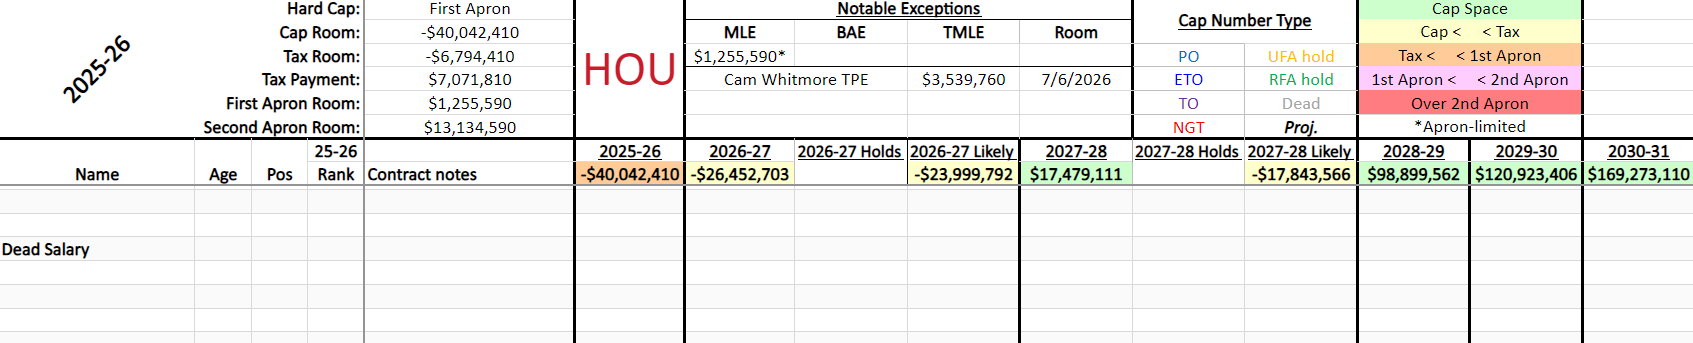 2025-26
Hard Cap: First Apron
Cap Room: -$40,042,410
Tax Room: -$6,794,410
Tax Payment: $7,071,810
First Apron Room: $1,255,590
Second Apron Room: $13,134,590
HOU
Notable Exceptions
MLE BAE TMLE Room
$1,255,590*
Cam Whitmore TPE $3,539,760 7/6/2026
Cap Number Type
PO UFA hold
ETO RFA hold
TO Dead
NGT Proj.
Cap Space
Cap < < Tax
Tax < < 1st Apron
1st Apron < < 2nd Apron
Over 2nd Apron
*Apron-limited
25-26 2025-26 2026-27 2026-27 Holds 2026-27 Likely 2027-28 2027-28 Holds 2027-28 Likely 2028-29 2029-30 2030-31
Name Age Pos Rank Contract notes -$40,042,410 -$26,452,703 -$23,999,792 $17,479,111 -$17,843,566 $98,899,562 $120,923,406 $169,273,110
Dead Salary